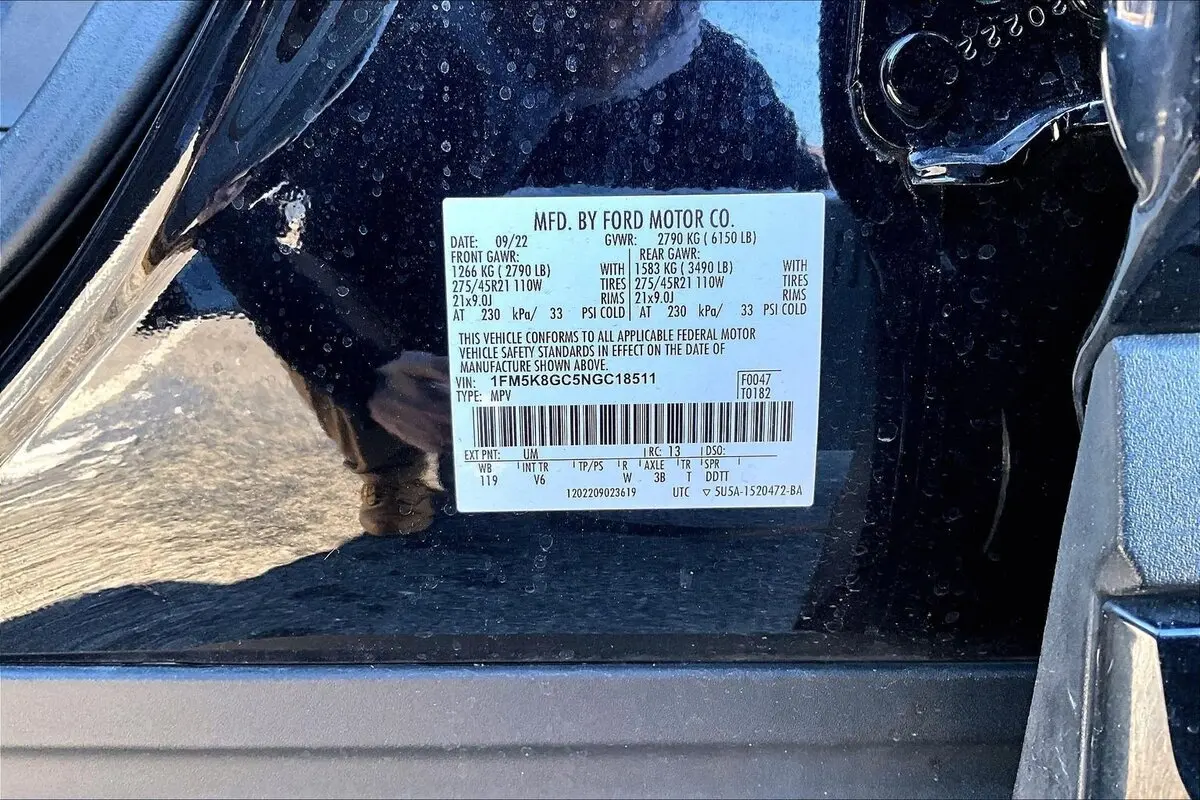 2022
MFD. BY FORD MOTOR CO.
DATE: 09/22 GVWR: 2790 KG ( 6150 LB)
FRONT GAWR: REAR GAWR:
1266 KG ( 2790 LB) WITH 1583 KG ( 3490 LB) WITH
275/45R21 110W TIRES 275/45R21 110W TIRES
21x9.0J RIMS 21x9.0J RIMS
AT 230 kPa/ 33 PSI COLD AT 230 kPa/ 33 PSI COLD
THIS VEHICLE CONFORMS TO ALL APPLICABLE FEDERAL MOTOR
VEHICLE SAFETY STANDARDS IN EFFECT ON THE DATE OF
MANUFACTURE SHOWN ABOVE.
VIN: 1FM5K8GC5NGC18511 F0047
TYPE: MPV T0182
EXT PNT: UM RC: 13 DSO:
WB INT TR TP/PS R AXLE TR SPR
119 V6 W 3B T DDTT
1202209023619 UTC ▽ 5U5A-1520472-BA